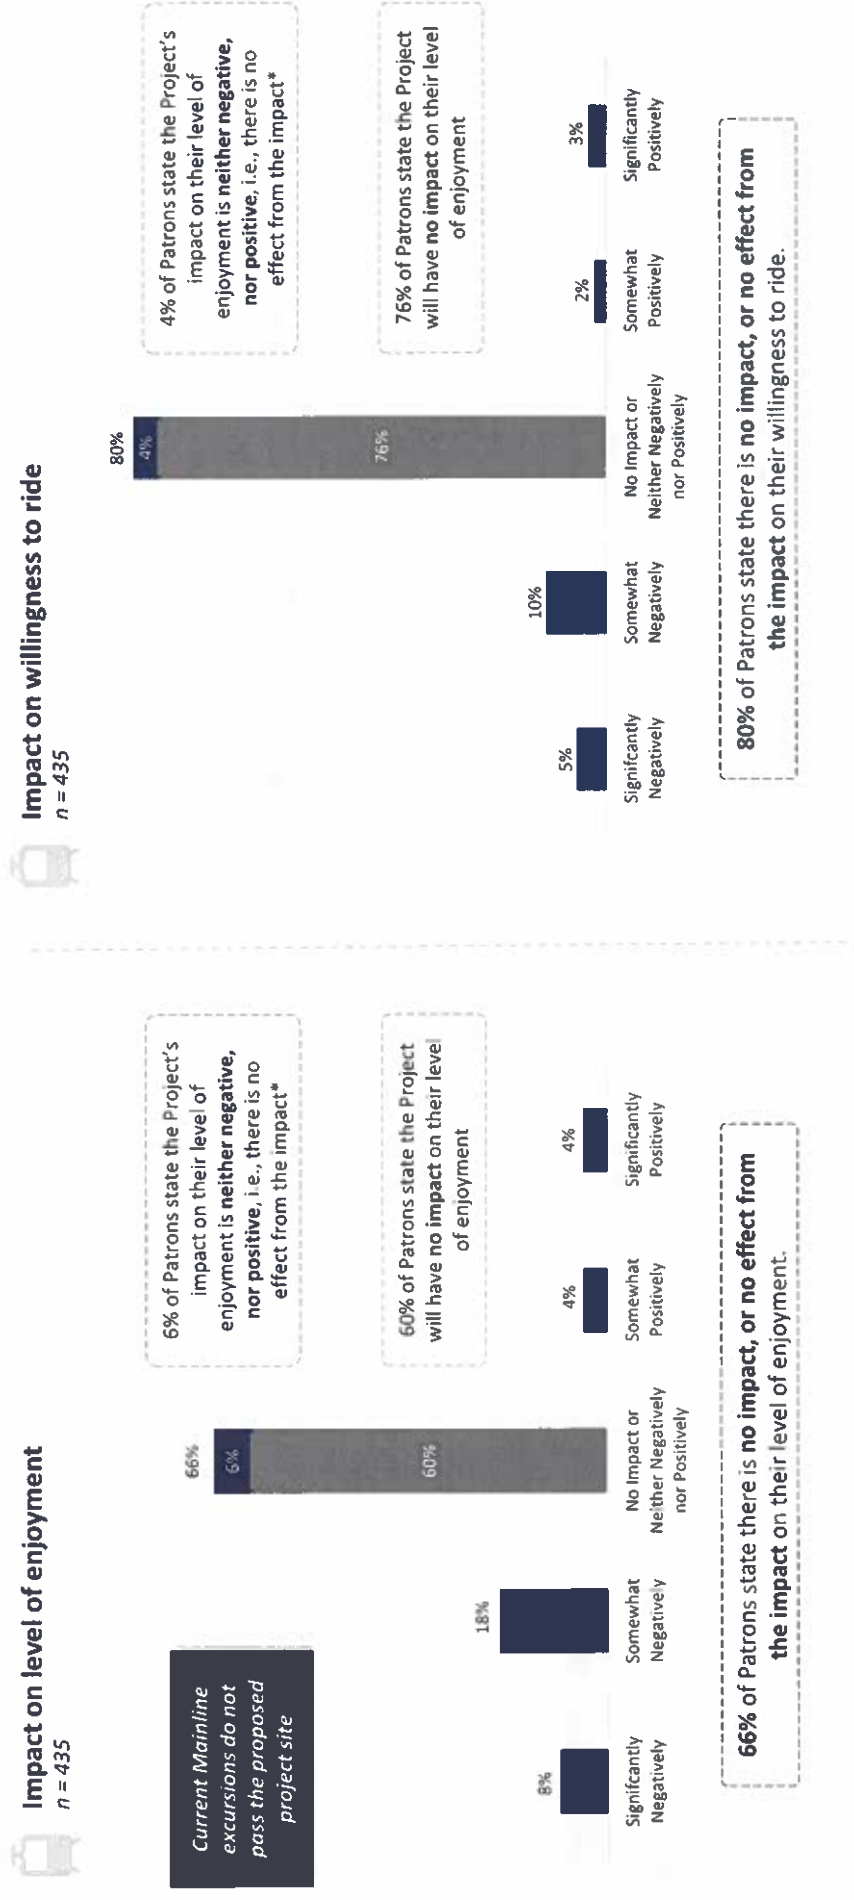 Impact on level of enjoyment
n = 435
Current Mainline
excursions do not
pass the proposed
project site
66%
6%
60%
8%
18%
4%
4%
Signifcantly
Negatively
Somewhat
Negatively
No Impact or
Neither Negatively
nor Positively
Somewhat
Positively
Significantly
Positively
6% of Patrons state the Project's
impact on their level of
enjoyment is neither negative,
nor positive, i.e., there is no
effect from the impact*
60% of Patrons state the Project
will have no impact on their level
of enjoyment
66% of Patrons state there is no impact, or no effect from
the impact on their level of enjoyment.
Impact on willingness to ride
n = 435
80%
4%
76%
5%
10%
2%
3%
Signifcantly
Negatively
Somewhat
Negatively
No Impact or
Neither Negatively
nor Positively
Somewhat
Positively
Significantly
Positively
4% of Patrons state the Project's
impact on their level of
enjoyment is neither negative,
nor positive, i.e., there is no
effect from the impact*
76% of Patrons state the Project
will have no impact on their level
of enjoyment
80% of Patrons state there is no impact, or no effect from
the impact on their willingness to ride.